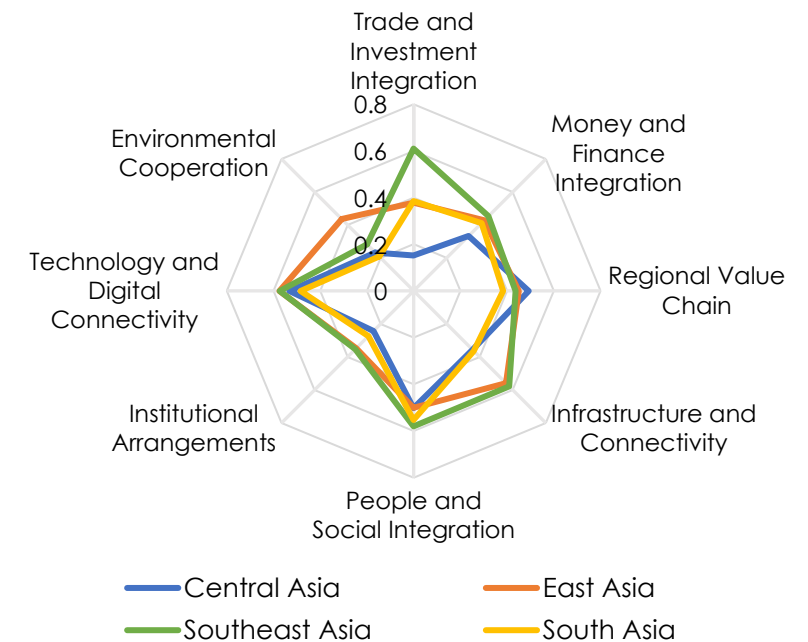 Trade and
Investment
Integration
0.8
0.6
0.4
0.2
0
Money and
Finance
Integration
Regional Value
Chain
Infrastructure and
Connectivity
People and
Social Integration
Institutional
Arrangements
Technology and
Digital
Connectivity
Environmental
Cooperation
Central Asia
East Asia
Southeast Asia
South Asia